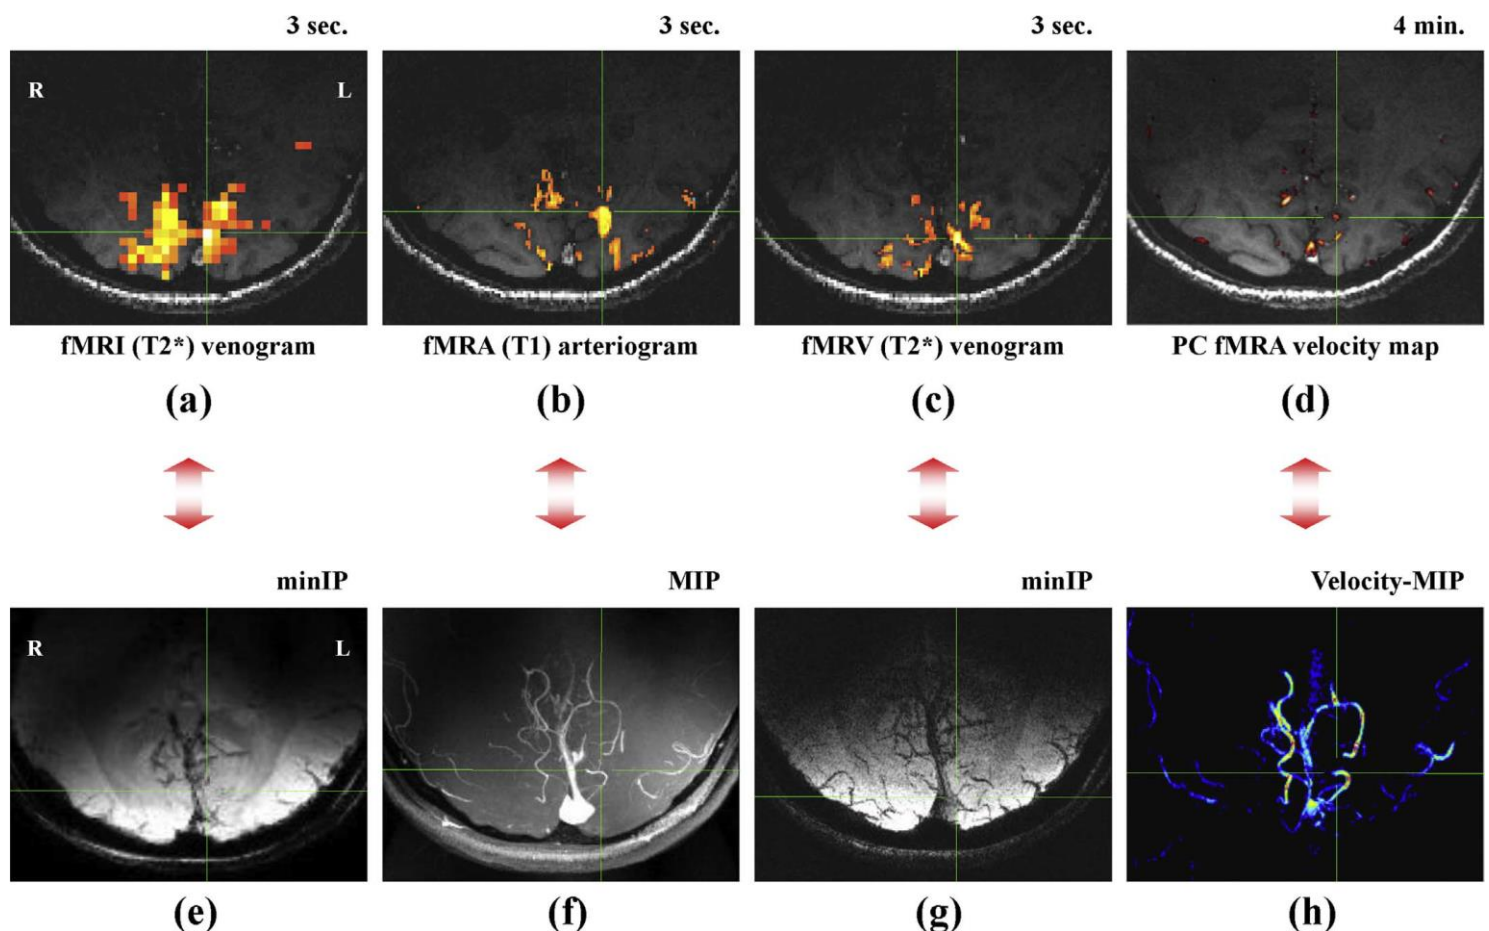 3 sec.
3 sec.
3 sec.
4 min.
R
L
fMRI (T2*) venogram
fMRA (T1) arteriogram
fMRV (T2*) venogram
PC fMRA velocity map
(a)
(b)
(c)
(d)
minIP
MIP
minIP
Velocity-MIP
R
L
(e)
(f)
(g)
(h)